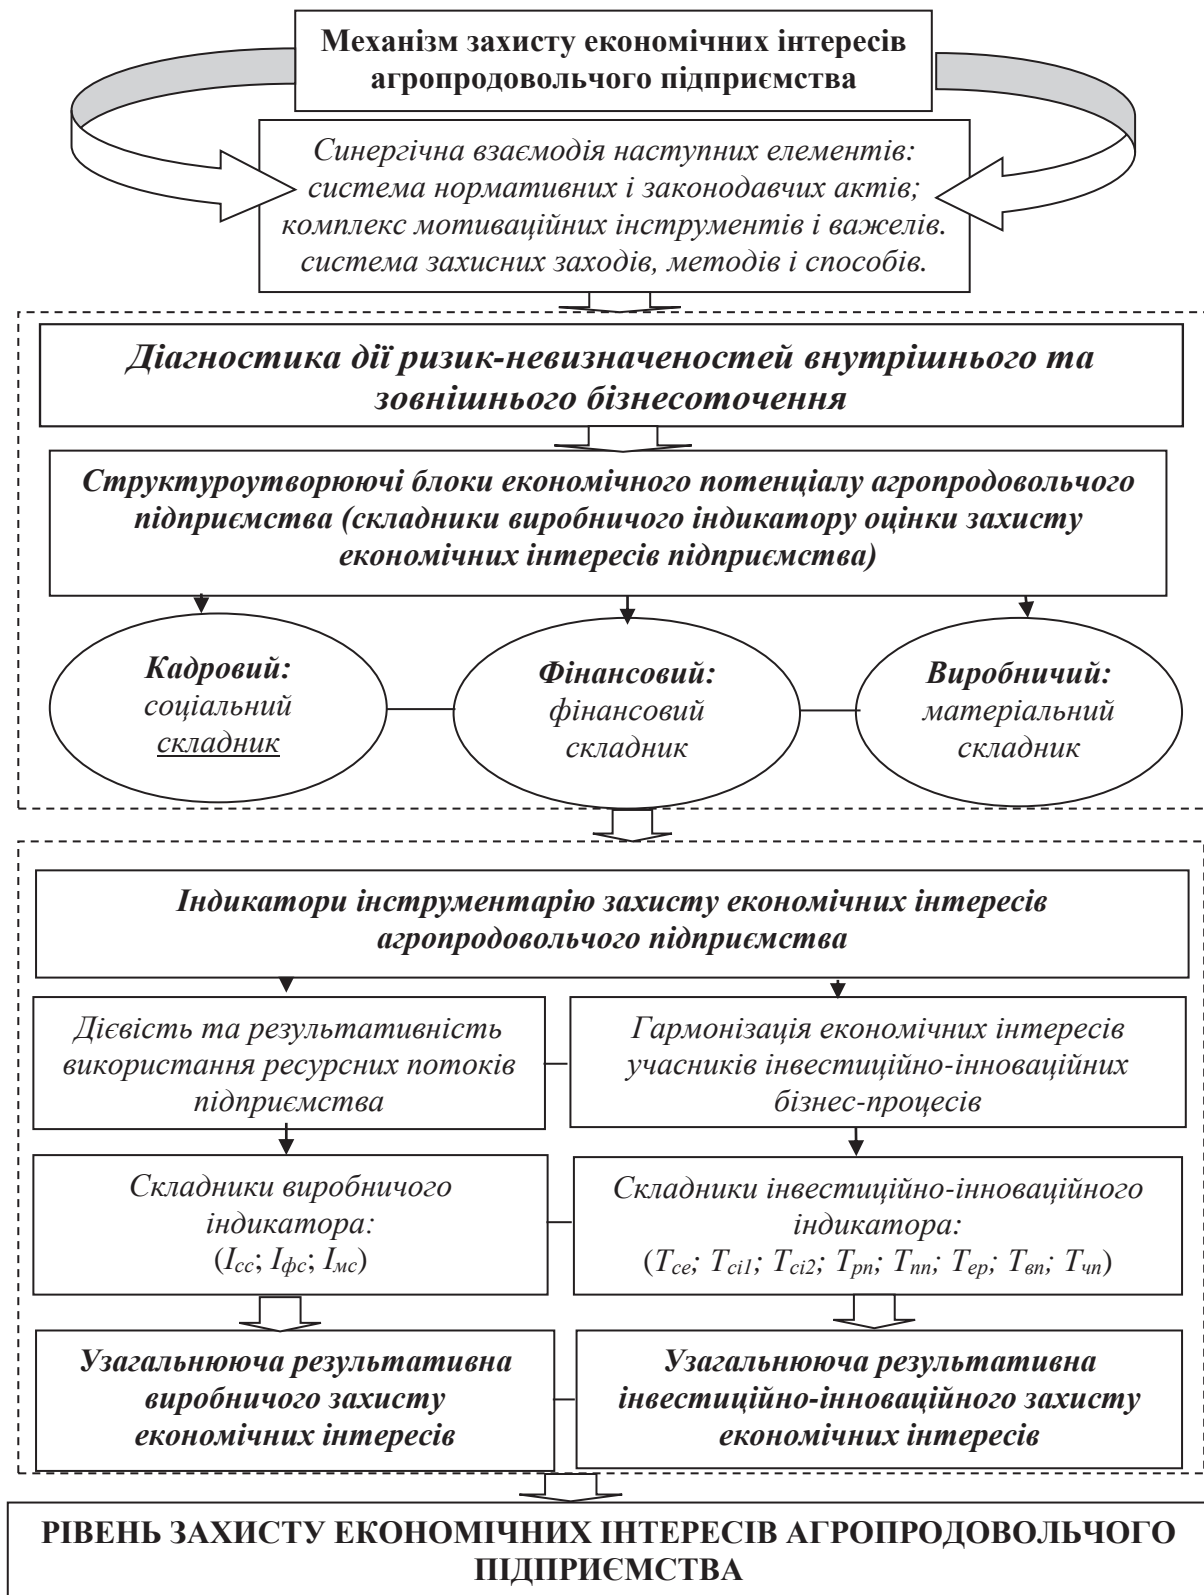 Механізм захисту економічних інтересів
агропродовольчого підприємства
Синергічна взаємодія наступних елементів:
система нормативних і законодавчих актів;
комплекс мотиваційних інструментів і важелів.
система захисних заходів, методів і способів.
Діагностика дії ризик-невизначеностей внутрішнього та
зовнішнього бізнесоточення
Структуроутворюючі блоки економічного потенціалу агропродовольчого
підприємства (складники виробничого індикатору оцінки захисту
економічних інтересів підприємства)
Кадровий:
соціальний
складник
Фінансовий:
фінансовий
складник
Виробничий:
матеріальний
складник
Індикатори інструментарію захисту економічних інтересів
агропродовольчого підприємства
Дієвість та результативність
використання ресурсних потоків
підприємства
Гармонізація економічних інтересів
учасників інвестиційно-інноваційних
бізнес-процесів
Складники виробничого
індикатора:
(Iсс; Iфс; Iмс)
Складники інвестиційно-інноваційного
індикатора:
(Tсе; Tсі1; Tсі2; Tрп; Tпп; Tер; Tвп; Tчп)
Узагальнююча результативна
виробничого захисту
економічних інтересів
Узагальнююча результативна
інвестиційно-інноваційного захисту
економічних інтересів
РІВЕНЬ ЗАХИСТУ ЕКОНОМІЧНИХ ІНТЕРЕСІВ АГРОПРОДОВОЛЬЧОГО
ПІДПРИЄМСТВА